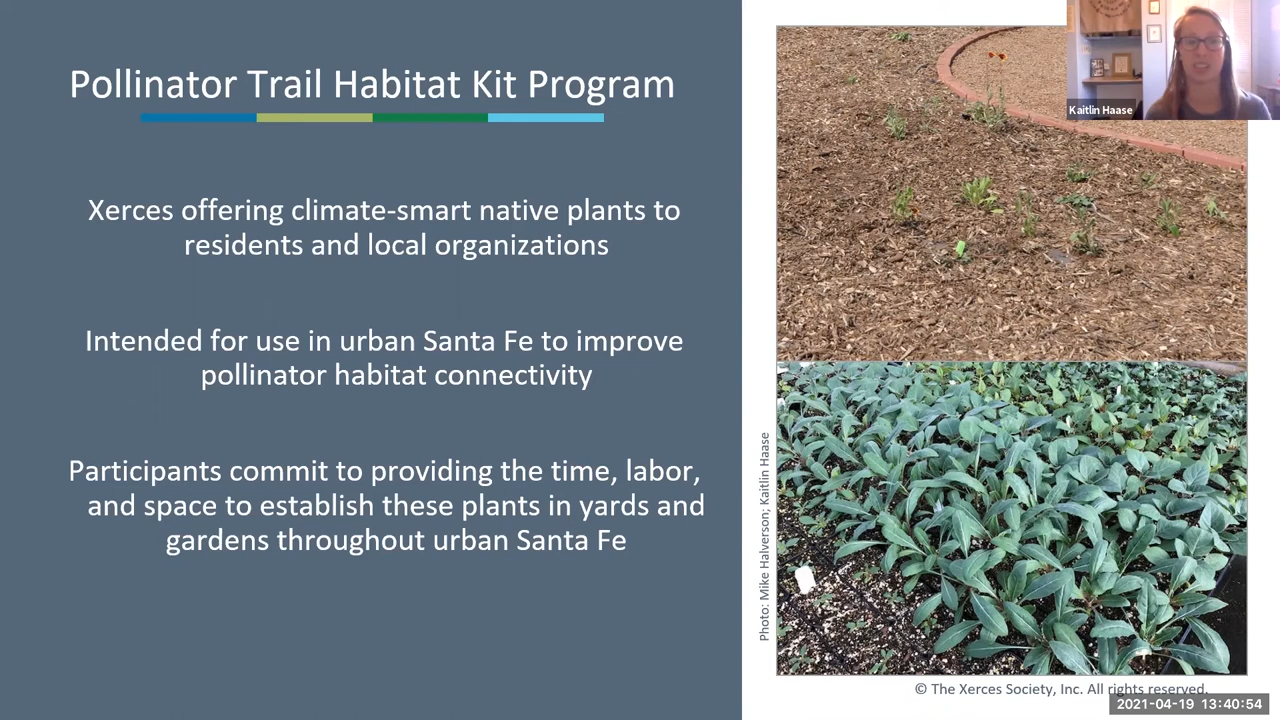 Pollinator Trail Habitat Kit Program
Xerces offering climate-smart native plants to
residents and local organizations
Intended for use in urban Santa Fe to improve
pollinator habitat connectivity
Participants commit to providing the time, labor,
and space to establish these plants in yards and
gardens throughout urban Santa Fe
Photo: Mike Halverson; Kaitlin Haase
Kaitlin Haase
© The Xerces Society, Inc. All rights reserved.
2021-04-19 13:40:54